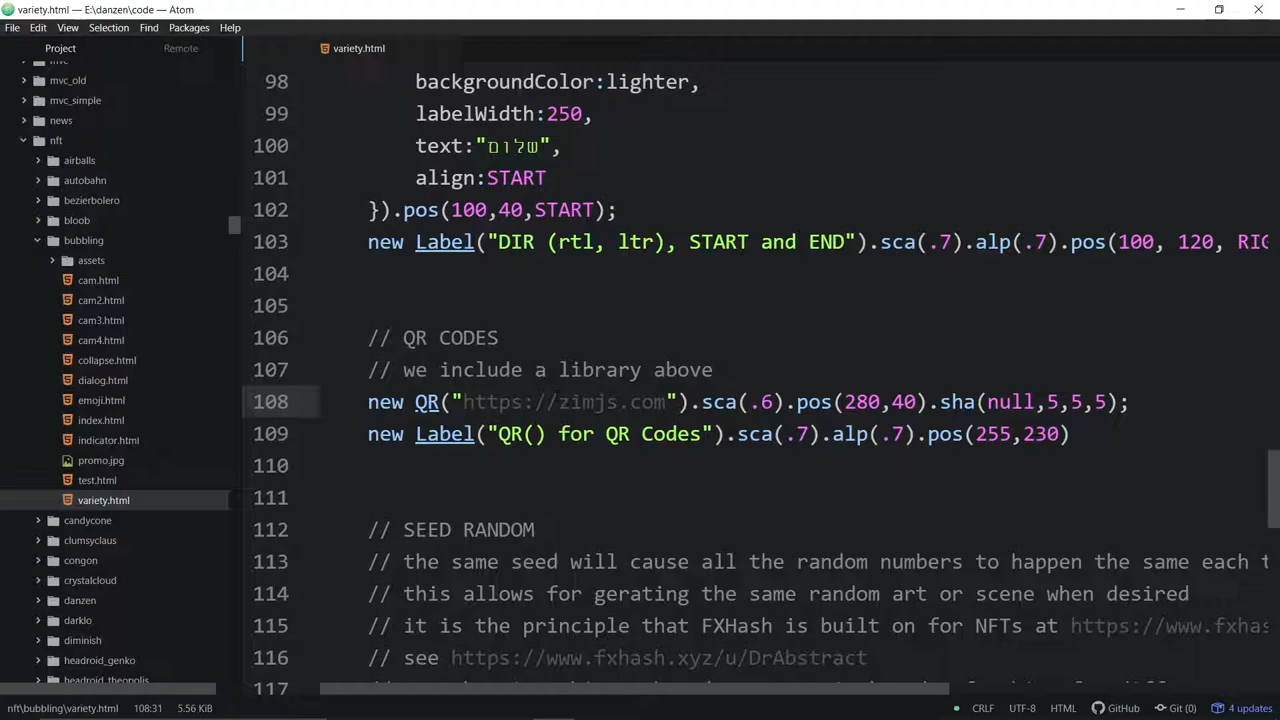 variety.html — E:\danzen\code — Atom
File Edit View Selection Find Packages Help
Project Remote
variety.html
mvc_old
mvc_simple
news
nft
airballs
autobahn
bezierbolero
bloob
bubbling
assets
cam.html
cam2.html
cam3.html
cam4.html
collapse.html
dialog.html
emoji.html
index.html
indicator.html
promo.jpg
test.html
variety.html
candycone
clumsyclaus
congon
crystalcloud
danzen
darklo
diminish
headroid_genko
headroid_theopolis
98 backgroundColor:lighter,
99 labelWidth:250,
100 text:"שלום",
101 align:START
102 }).pos(100,40,START);
103 new Label("DIR (rtl, ltr), START and END").sca(.7).alp(.7).pos(100, 120, RIG
104
105
106 // QR CODES
107 // we include a library above
108 new QR("https://zimjs.com").sca(.6).pos(280,40).sha(null,5,5,5);
109 new Label("QR() for QR Codes").sca(.7).alp(.7).pos(255,230)
110
111
112 // SEED RANDOM
113 // the same seed will cause all the random numbers to happen the same each t
114 // this allows for gerating the same random art or scene when desired
115 // it is the principle that FXHash is built on for NFTs at https://www.fxhas
116 // see https://www.fxhash.xyz/u/DrAbstract
117
nft\bubbling\variety.html 108:31 5.56 KiB CRLF UTF-8 HTML GitHub Git (0) 4 updates